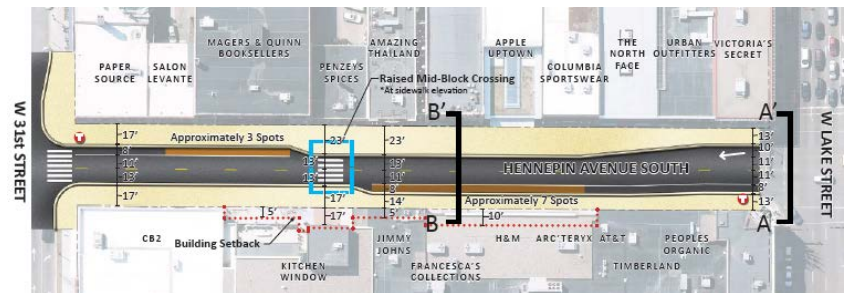 MAGERS & QUINN
BOOKSELLERS
AMAZING
THAILAND
APPLE
UPTOWN
THE
NORTH
FACE
URBAN
OUTFITTERS
VICTORIA'S
SECRET
PAPER
SOURCE
SALON
LEVANTE
PENZEYS
SPICES
COLUMBIA
SPORTSWEAR
Raised Mid-Block Crossing
*At sidewalk elevation
B'
A'
W 31st STREET
W LAKE STREET
T
17'
8'
11'
13'
17'
Approximately 3 Spots
23'
13'
13'
17'
17'
23'
13'
11'
8'
14'
5'
HENNEPIN AVENUE SOUTH
13'
10'
11'
11'
8'
13'
T
Approximately 7 Spots
5'
10'
B
A
Building Setback
CB2
KITCHEN
WINDOW
JIMMY
JOHNS
FRANCESCA'S
COLLECTIONS
H&M
ARC'TERYX
AT&T
TIMBERLAND
PEOPLES
ORGANIC